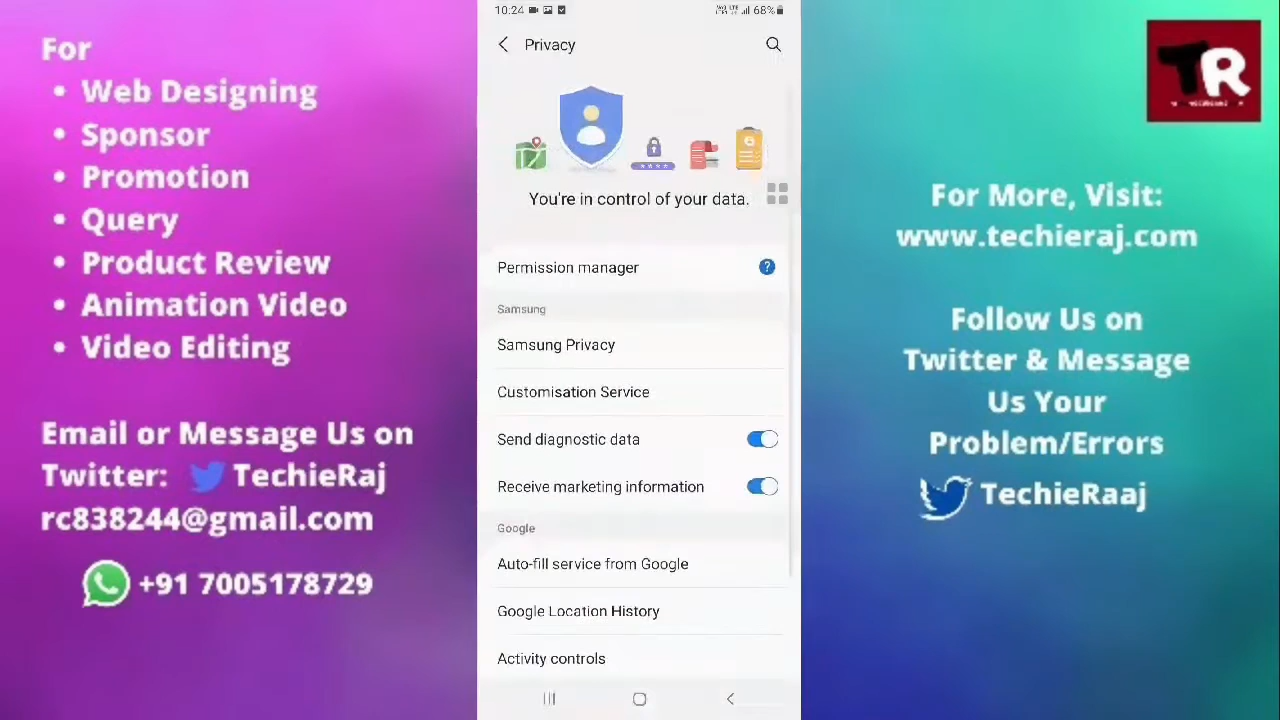 For
• Web Designing
• Sponsor
• Promotion
• Query
• Product Review
• Animation Video
• Video Editing
Email or Message Us on
Twitter: TechieRaj
rc838244@gmail.com
+91 7005178729
10:24
68%
Privacy
You're in control of your data.
Permission manager
?
Samsung
Samsung Privacy
Customisation Service
Send diagnostic data
Receive marketing information
Google
Auto-fill service from Google
Google Location History
Activity controls
TR
For More, Visit:
www.techieraj.com
Follow Us on
Twitter & Message
Us Your
Problem/Errors
TechieRaaj